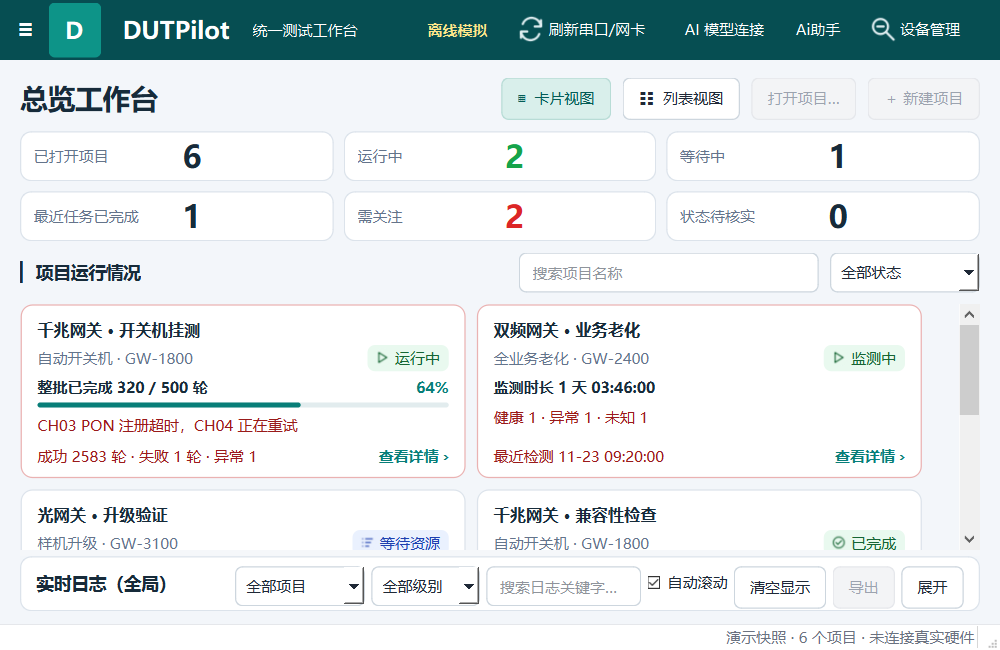 D DUTPilot 统一测试工作台 离线模拟 刷新串口/网卡 AI 模型连接 Ai助手 设备管理
总览工作台 卡片视图 列表视图 打开项目... + 新建项目
已打开项目 6 运行中 2 等待中 1
最近任务已完成 1 需关注 2 状态待核实 0
项目运行情况 搜索项目名称 全部状态
千兆网关 • 开关机挂测
自动开关机 · GW-1800 运行中
整批已完成 320 / 500 轮 64%
CH03 PON 注册超时，CH04 正在重试
成功 2583 轮 · 失败 1 轮 · 异常 1 查看详情 ›
双频网关 • 业务老化
全业务老化 · GW-2400 监测中
监测时长 1 天 03:46:00
健康 1 · 异常 1 · 未知 1
最近检测 11-23 09:20:00 查看详情 ›
光网关 • 升级验证
样机升级 · GW-3100 等待资源
千兆网关 • 兼容性检查
自动开关机 · GW-1800 已完成
实时日志（全局） 全部项目 全部级别 搜索日志关键字... 自动滚动 清空显示 导出 展开
演示快照 · 6 个项目 · 未连接真实硬件